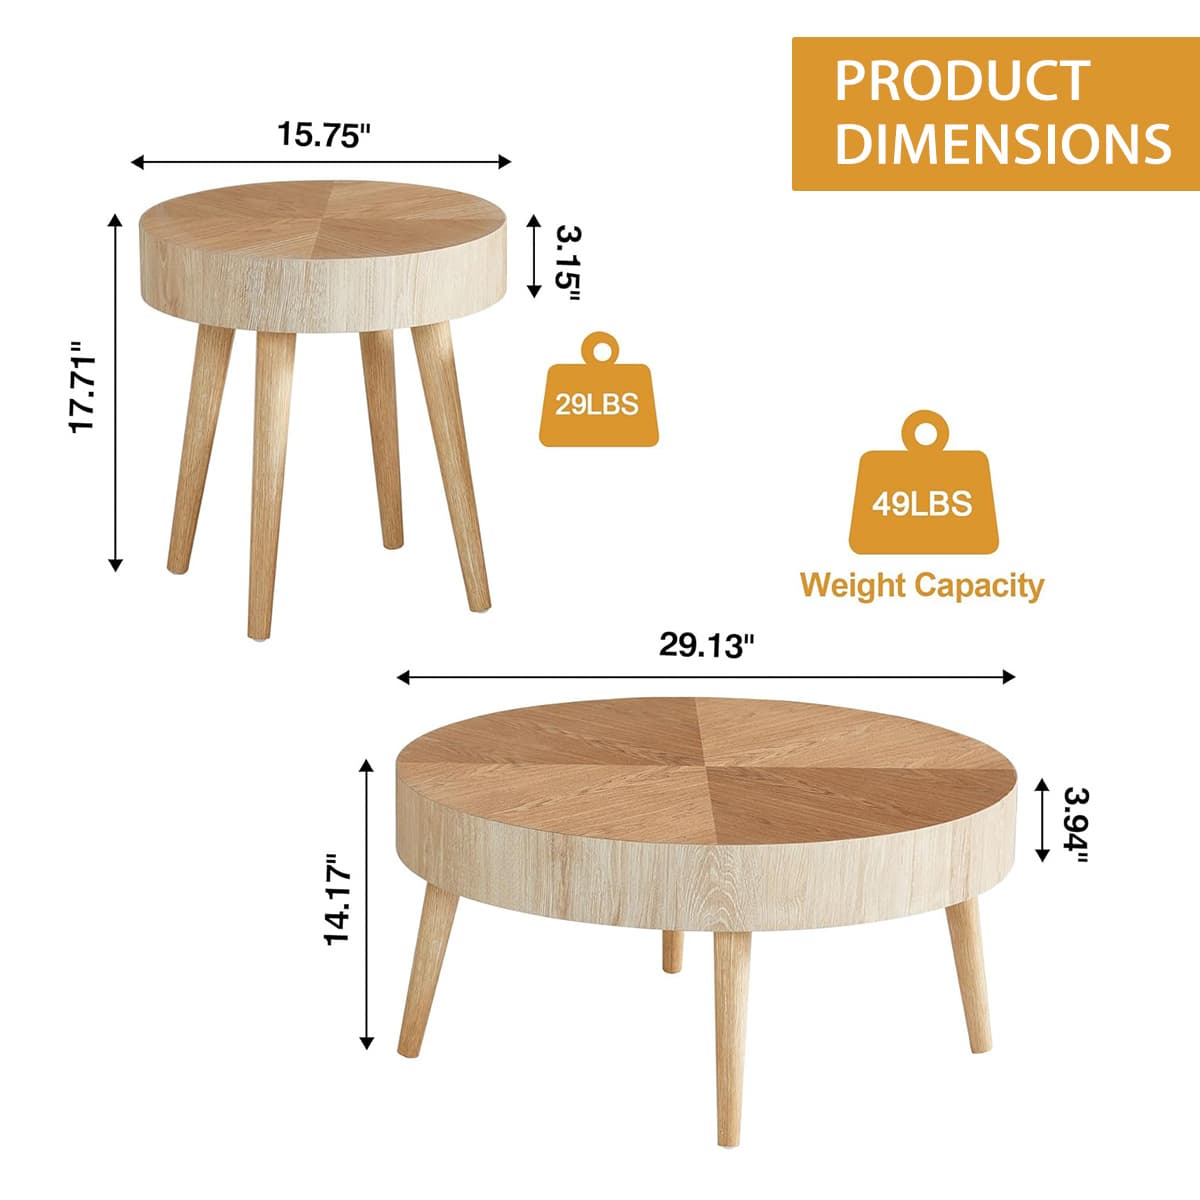 PRODUCT
DIMENSIONS
15.75"
3.15"
17.71"
29LBS
49LBS
Weight Capacity
29.13"
3.94"
14.17"